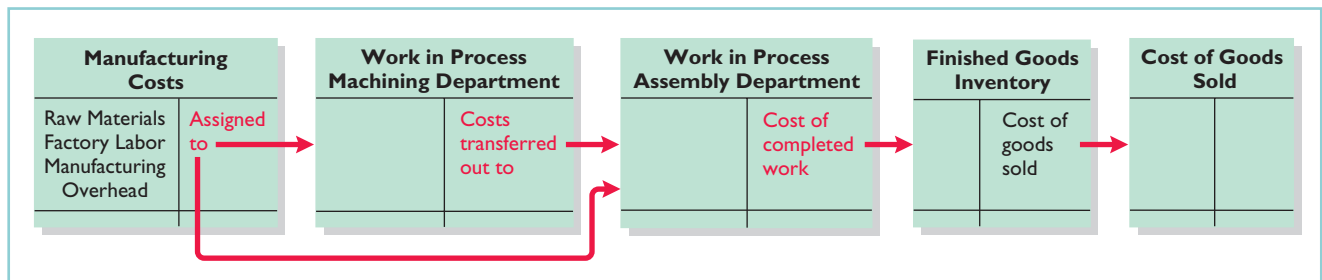 Manufacturing
Costs
Raw Materials
Factory Labor
Manufacturing
Overhead
Assigned
to
Work in Process
Machining Department
Costs
transferred
out to
Work in Process
Assembly Department
Cost of
completed
work
Finished Goods
Inventory
Cost of
goods
sold
Cost of Goods
Sold